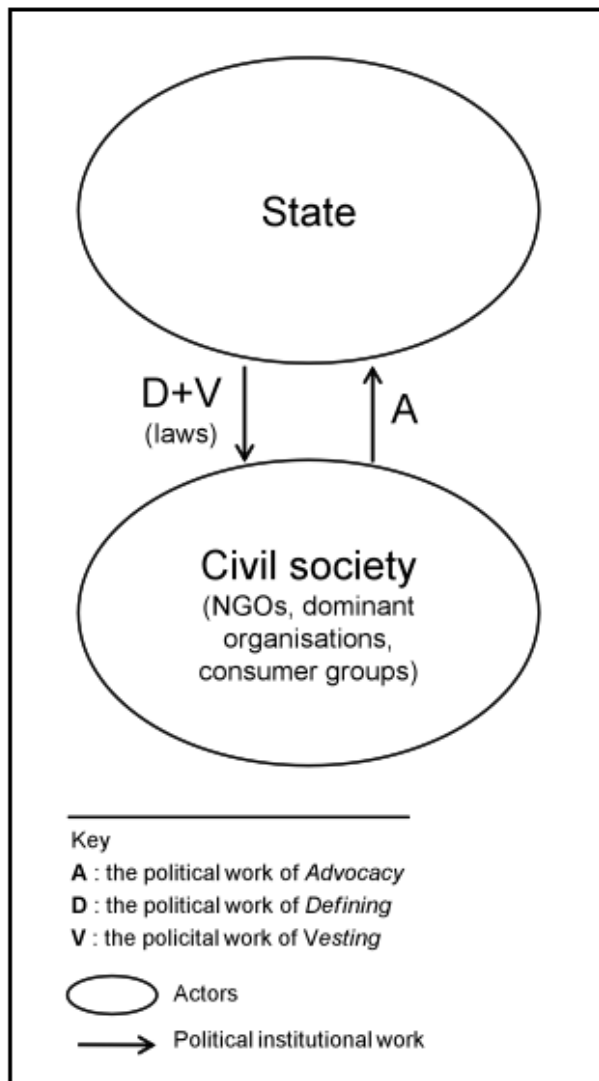 State
D+V
(laws)
A
Civil society
(NGOs, dominant
organisations,
consumer groups)
Key
A : the political work of Advocacy
D : the political work of Defining
V : the policital work of Vesting
Actors
Political institutional work